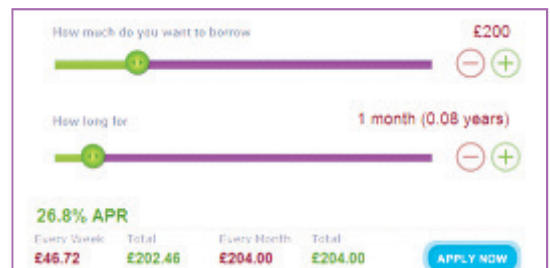 How much do you want to borrow £200
How long for 1 month (0.08 years)
26.8% APR
Every Week Total Every Month Total
£46.72 £202.46 £204.00 £204.00 APPLY NOW